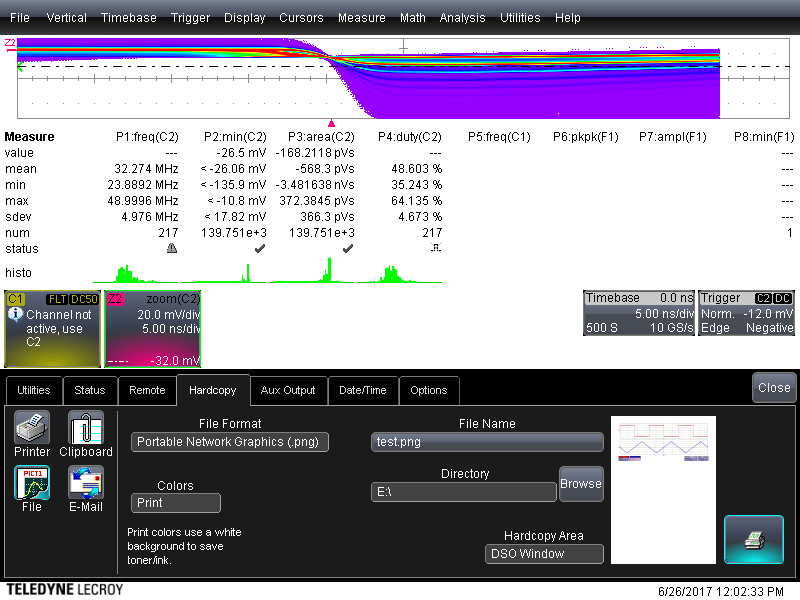 File Vertical Timebase Trigger Display Cursors Measure Math Analysis Utilities Help
Z2
Measure P1:freq(C2) P2:min(C2) P3:area(C2) P4:duty(C2) P5:freq(C1) P6:pkpk(F1) P7:ampl(F1) P8:min(F1)
value --- -26.5 mV -168.2118 pVs --- ---
mean 32.274 MHz < -26.06 mV -568.3 pVs 48.603 % ---
min 23.8892 MHz < -135.9 mV -3.481638 nVs 35.243 % ---
max 48.9996 MHz < -10.8 mV 372.3845 pVs 64.135 % ---
sdev 4.976 MHz < 17.82 mV 366.3 pVs 4.673 % ---
num 217 139.751e+3 139.751e+3 217 1
status
histo
C1 FLT DC50
Channel not
active, use
C2
Z2 zoom(C2)
20.0 mV/div
5.00 ns/div
-32.0 mV
Timebase 0.0 ns
5.00 ns/div
500 S 10 GS/s
Trigger C2 DC
Norm. -12.0 mV
Edge Negative
Utilities Status Remote Hardcopy Aux Output Date/Time Options Close
Printer Clipboard
PICT1
File E-Mail
File Format
Portable Network Graphics (.png)
Colors
Print
Print colors use a white
background to save
toner/ink.
File Name
test.png
Directory
E:\ Browse
Hardcopy Area
DSO Window
TELEDYNE LECROY 6/26/2017 12:02:33 PM